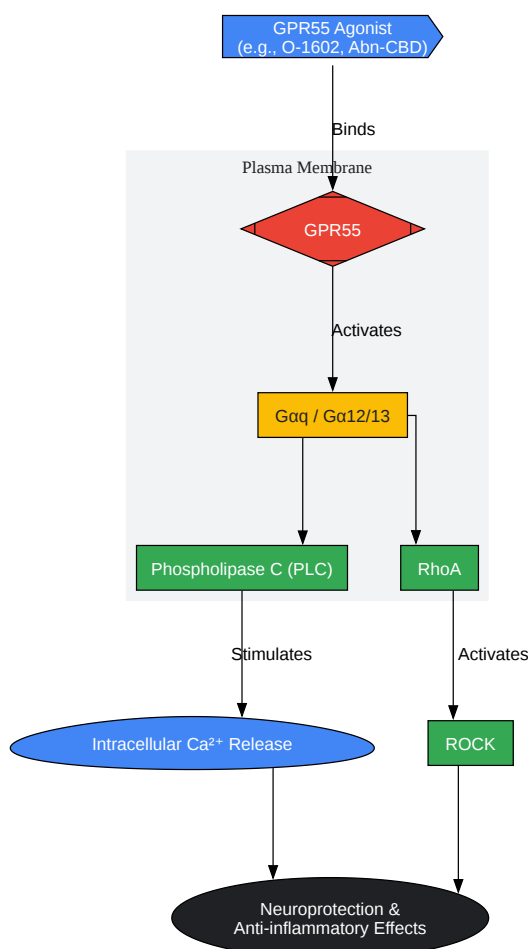 GPR55 Agonist
(e.g., O-1602, Abn-CBD)
Binds
Plasma Membrane
GPR55
Activates
Gαq / Gα12/13
Phospholipase C (PLC)
RhoA
Stimulates
Activates
Intracellular Ca²⁺ Release
ROCK
Neuroprotection &
Anti-inflammatory Effects